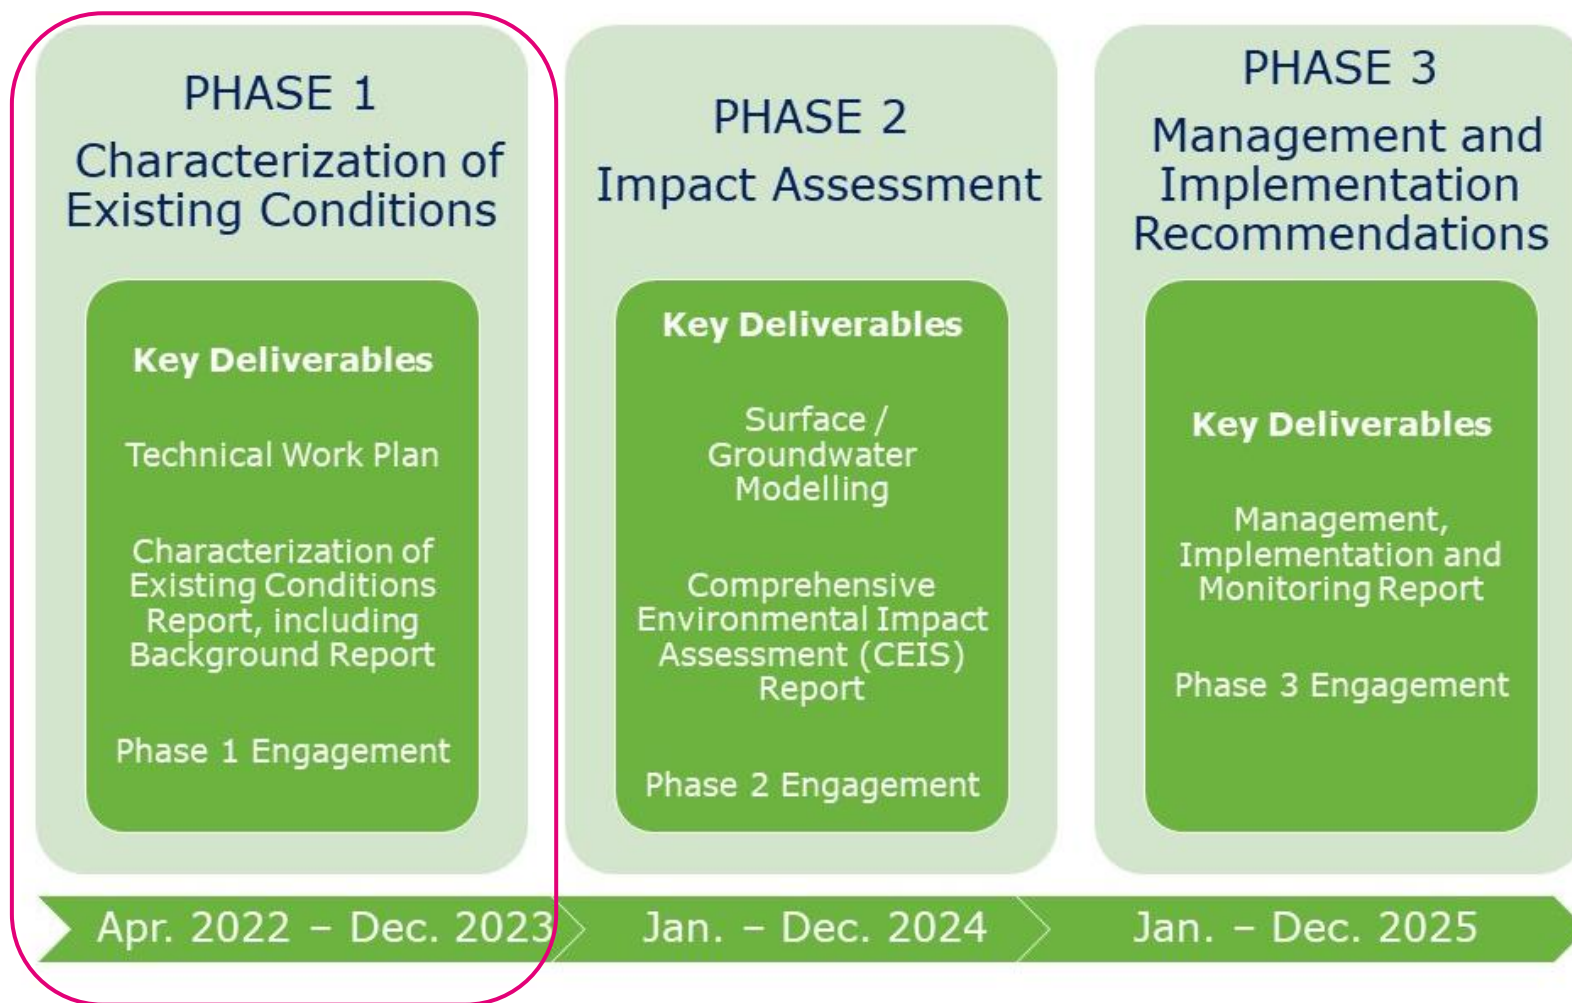 PHASE 1
Characterization of
Existing Conditions
Key Deliverables
Technical Work Plan
Characterization of
Existing Conditions
Report, including
Background Report
Phase 1 Engagement
Apr. 2022 – Dec. 2023
PHASE 2
Impact Assessment
Key Deliverables
Surface /
Groundwater
Modelling
Comprehensive
Environmental Impact
Assessment (CEIS)
Report
Phase 2 Engagement
Jan. – Dec. 2024
PHASE 3
Management and
Implementation
Recommendations
Key Deliverables
Management,
Implementation and
Monitoring Report
Phase 3 Engagement
Jan. – Dec. 2025